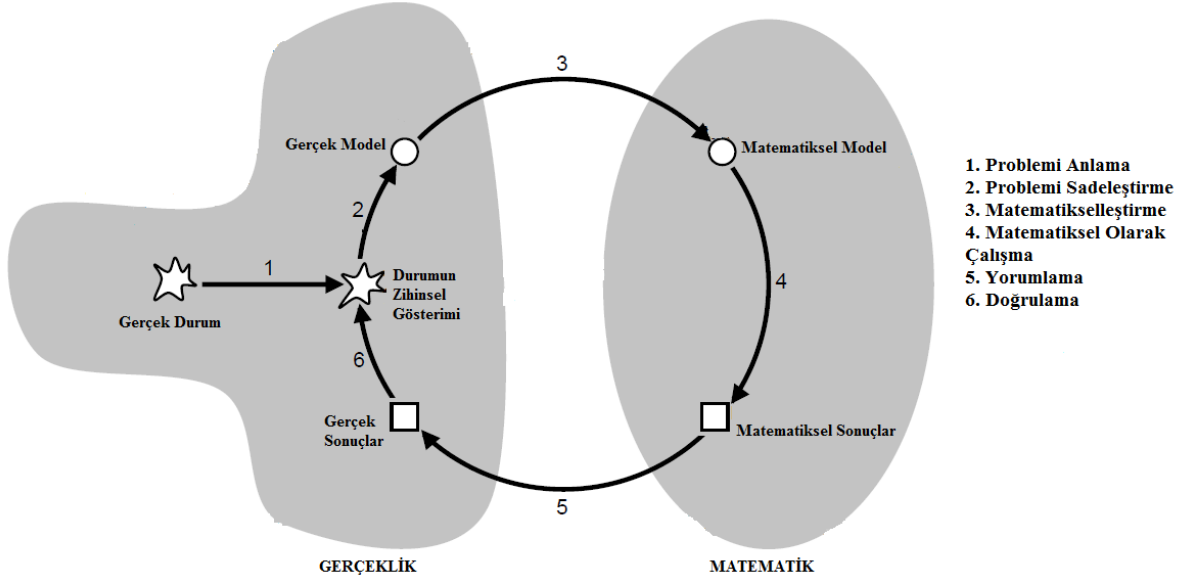 3
Gerçek Model
Matematiksel Model
2
1
Durumun
Zihinsel
Gösterimi
Gerçek Durum
4
6
Gerçek
Sonuçlar
Matematiksel Sonuçlar
5
GERÇEKLİK
MATEMATİK
1. Problemi Anlama
2. Problemi Sadeleştirme
3. Matematikselleştirme
4. Matematiksel Olarak
Çalışma
5. Yorumlama
6. Doğrulama